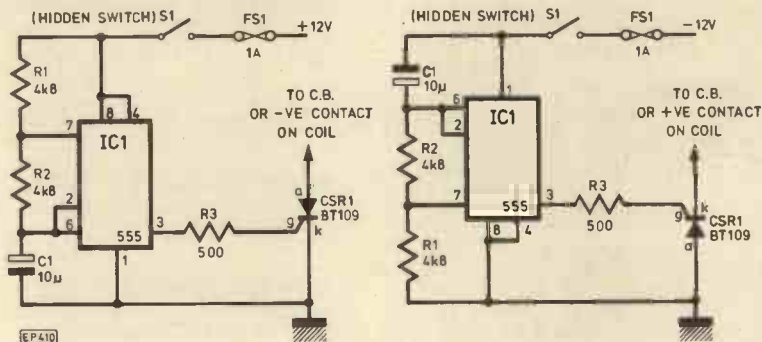 (HIDDEN SWITCH) S1
FS1
1A
+12V
R1
4k8
8
4
7
IC1
R2
4k8
2
6
3
555
1
C1
10μ
R3
500
TO C.B.
OR -VE CONTACT
ON COIL
a
g
k
CSR1
BT109
EP410
(HIDDEN SWITCH) S1
FS1
1A
-12V
C1
10μ
1
6
2
IC1
R2
4k8
7
3
555
8
4
R1
4k8
R3
500
TO C.B.
OR +VE CONTACT
ON COIL
k
g
a
CSR1
BT109